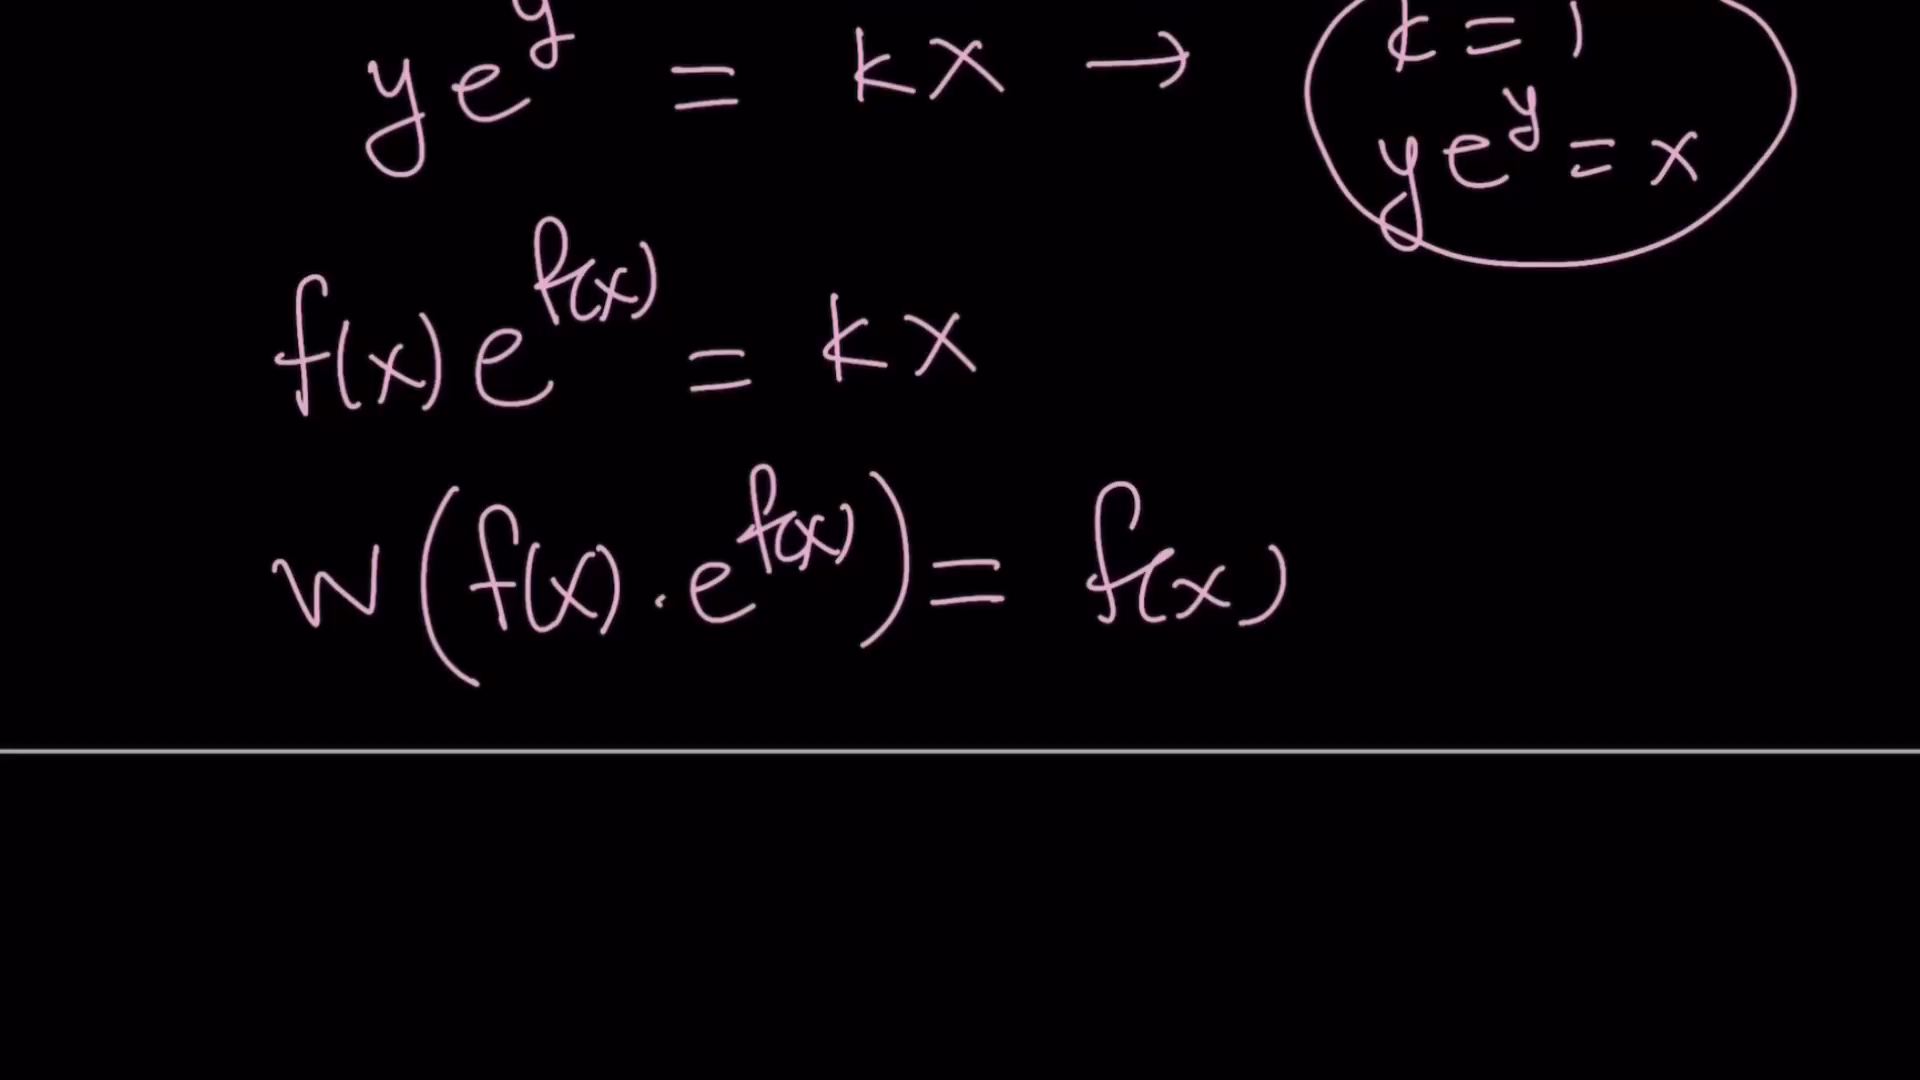 ye^y = kx → k = 1
ye^y = x
f(x)e^f(x) = kx
W(f(x) · e^f(x)) = f(x)